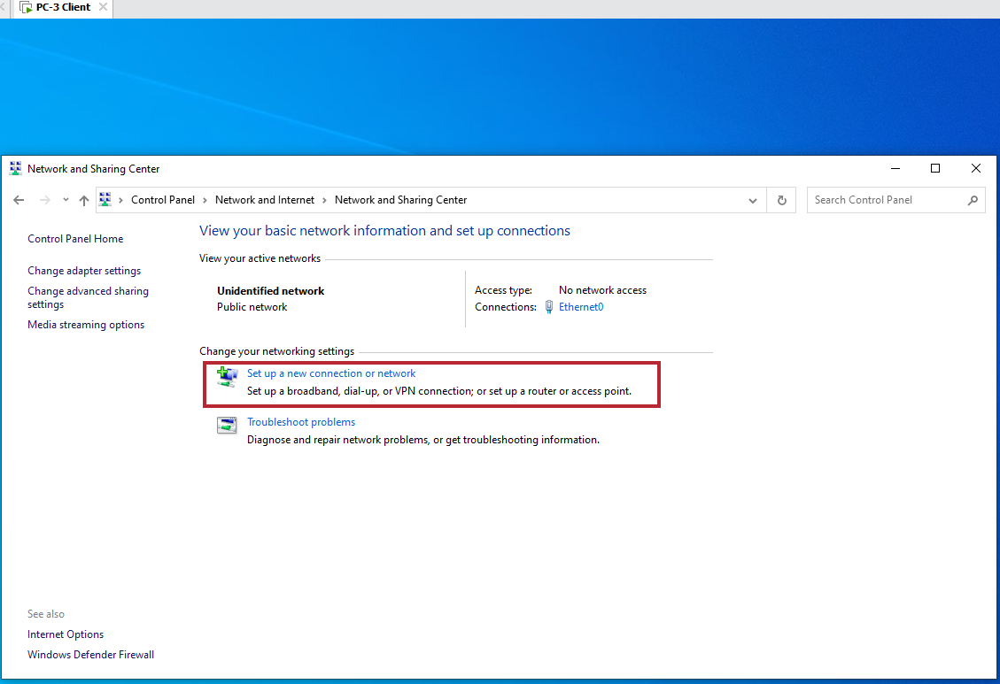 PC-3 Client
Network and Sharing Center
Control Panel > Network and Internet > Network and Sharing Center
Search Control Panel
Control Panel Home
Change adapter settings
Change advanced sharing
settings
Media streaming options
View your basic network information and set up connections
View your active networks
Unidentified network
Public network
Access type: No network access
Connections: Ethernet0
Change your networking settings
Set up a new connection or network
Set up a broadband, dial-up, or VPN connection; or set up a router or access point.
Troubleshoot problems
Diagnose and repair network problems, or get troubleshooting information.
See also
Internet Options
Windows Defender Firewall